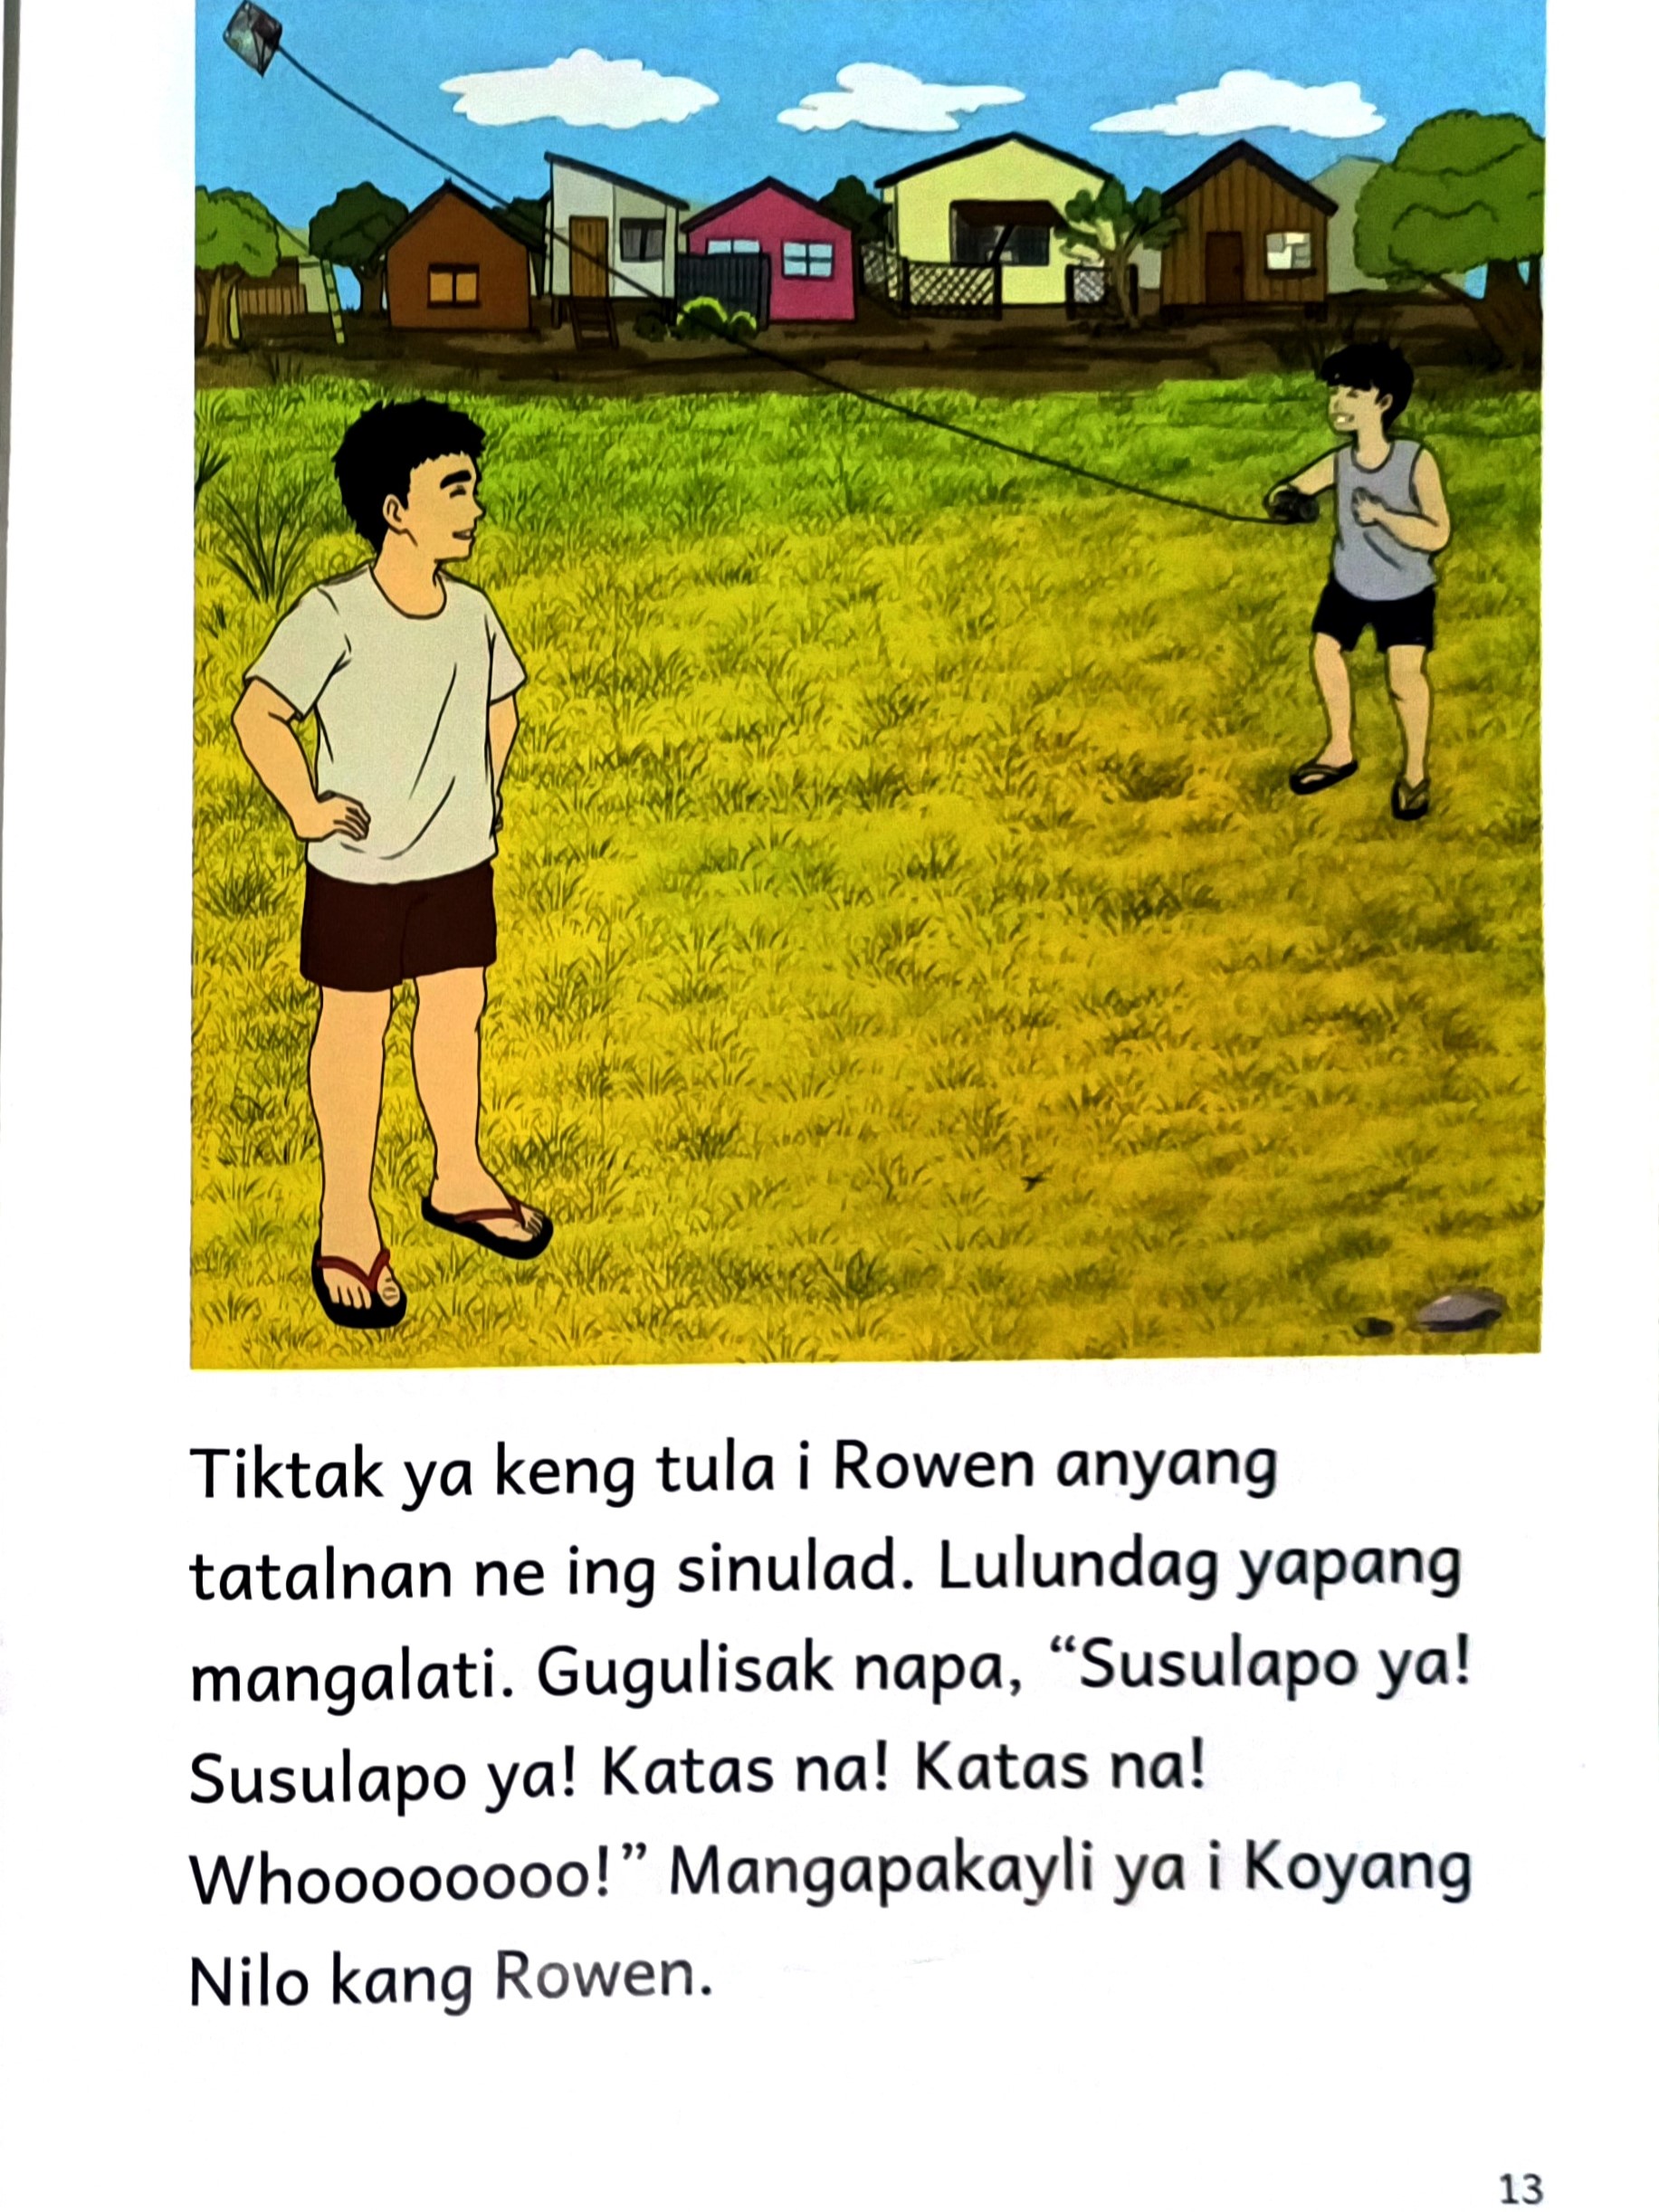 Tiktak ya keng tula i Rowen anyang
tatalnan ne ing sinulad. Lulundag yapang
mangalati. Gugulisak napa, “Susulapo ya!
Susulapo ya! Katas na! Katas na!
Whoooooooo!” Mangapakayli ya i Koyang
Nilo kang Rowen.
13